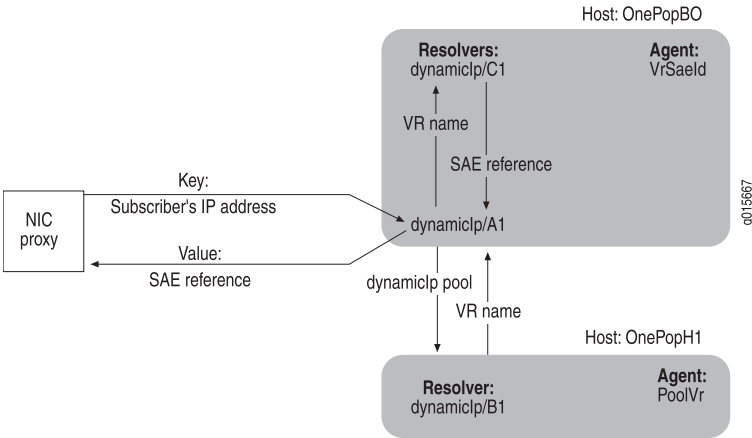 Host: OnePopBO
Resolvers:
dynamicIp/C1
Agent:
VrSaeId
VR name
SAE reference
Key:
Subscriber's IP address
NIC
proxy
dynamicIp/A1
Value:
SAE reference
dynamicIp pool
VR name
Host: OnePopH1
Resolver:
dynamicIp/B1
Agent:
PoolVr
g015667